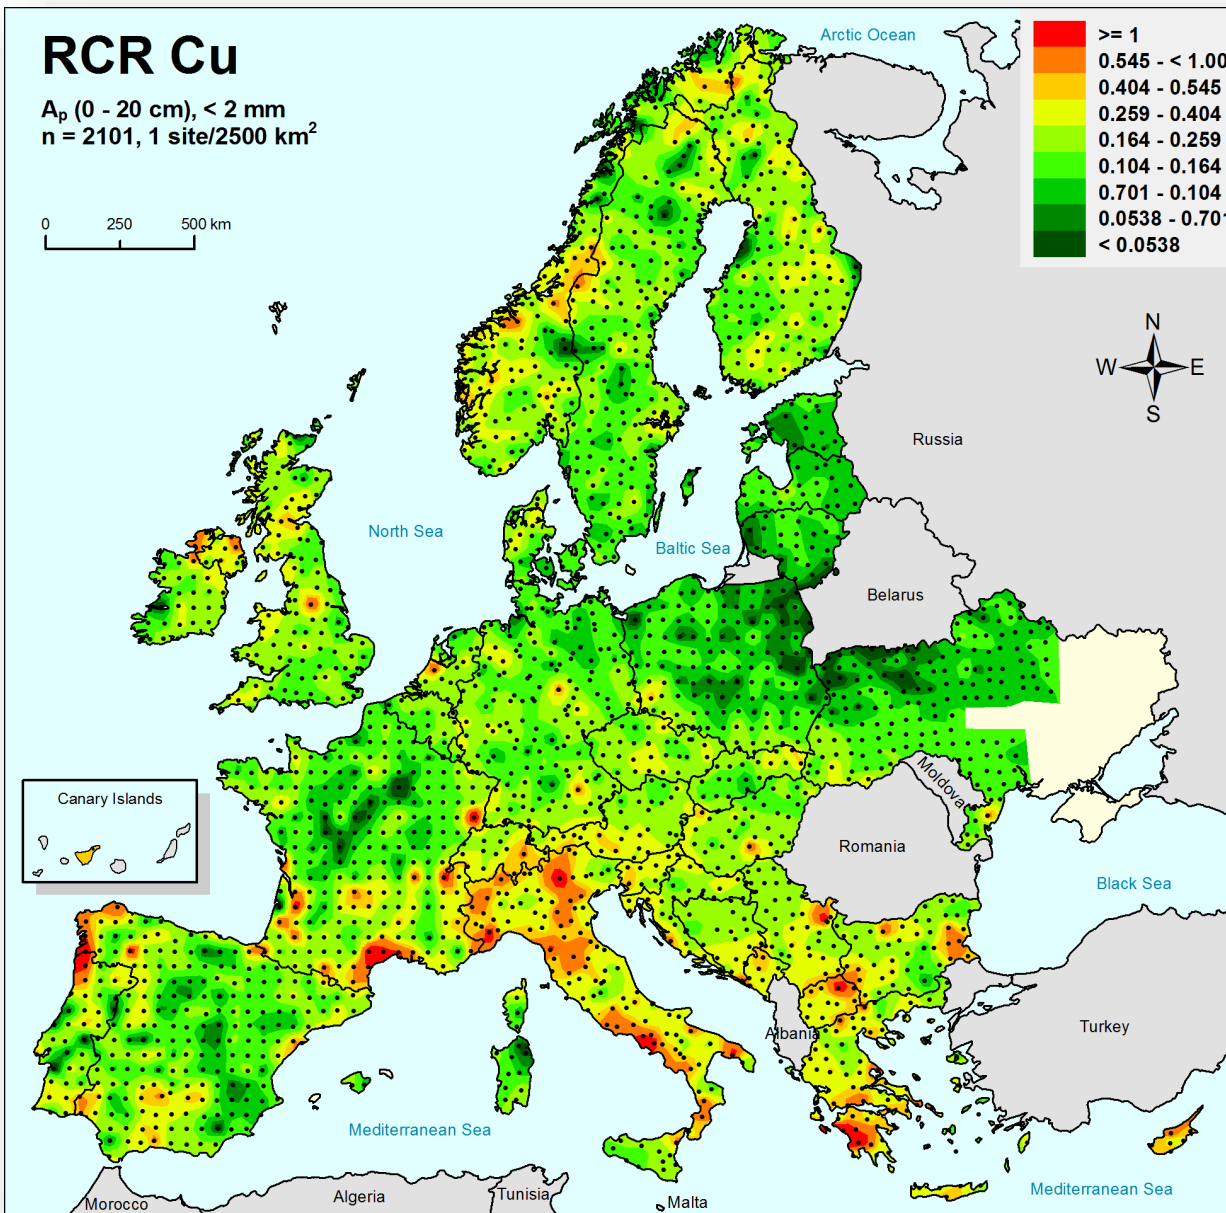 RCR Cu
Ap (0 - 20 cm), < 2 mm
n = 2101, 1 site/2500 km2
0 250 500 km
>= 1
0.545 - < 1.00
0.404 - 0.545
0.259 - 0.404
0.164 - 0.259
0.104 - 0.164
0.701 - 0.104
0.0538 - 0.701
< 0.0538
Arctic Ocean
N
W E
S
Russia
North Sea
Baltic Sea
Belarus
Moldova
Canary Islands
Romania
Black Sea
Albania
Turkey
Mediterranean Sea
Mediterranean Sea
Morocco
Algeria
Tunisia
Malta